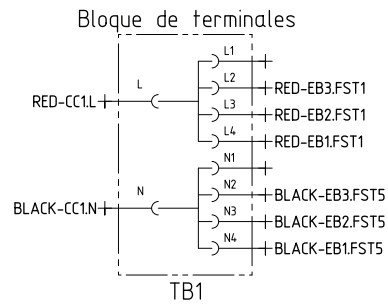 Bloque de terminales
L1
L
L2
RED-EB3.FST1
RED-CC1.L
L3
RED-EB2.FST1
L4
RED-EB1.FST1
N1
N
N2
BLACK-EB3.FST5
BLACK-CC1.N
N3
BLACK-EB2.FST5
N4
BLACK-EB1.FST5
TB1